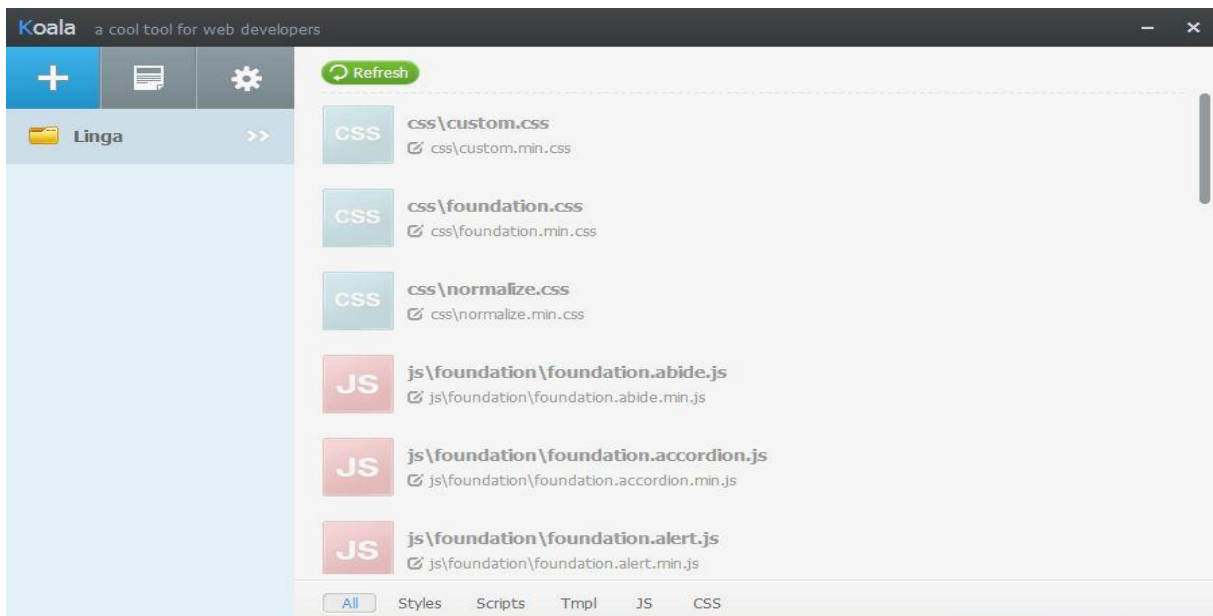 Koala a cool tool for web developers
Refresh
Linga >>
CSS css\custom.css
css\custom.min.css
CSS css\foundation.css
css\foundation.min.css
CSS css\normalize.css
css\normalize.min.css
JS js\foundation\foundation.abide.js
js\foundation\foundation.abide.min.js
JS js\foundation\foundation.accordion.js
js\foundation\foundation.accordion.min.js
JS js\foundation\foundation.alert.js
js\foundation\foundation.alert.min.js
All Styles Scripts Tmpl JS CSS